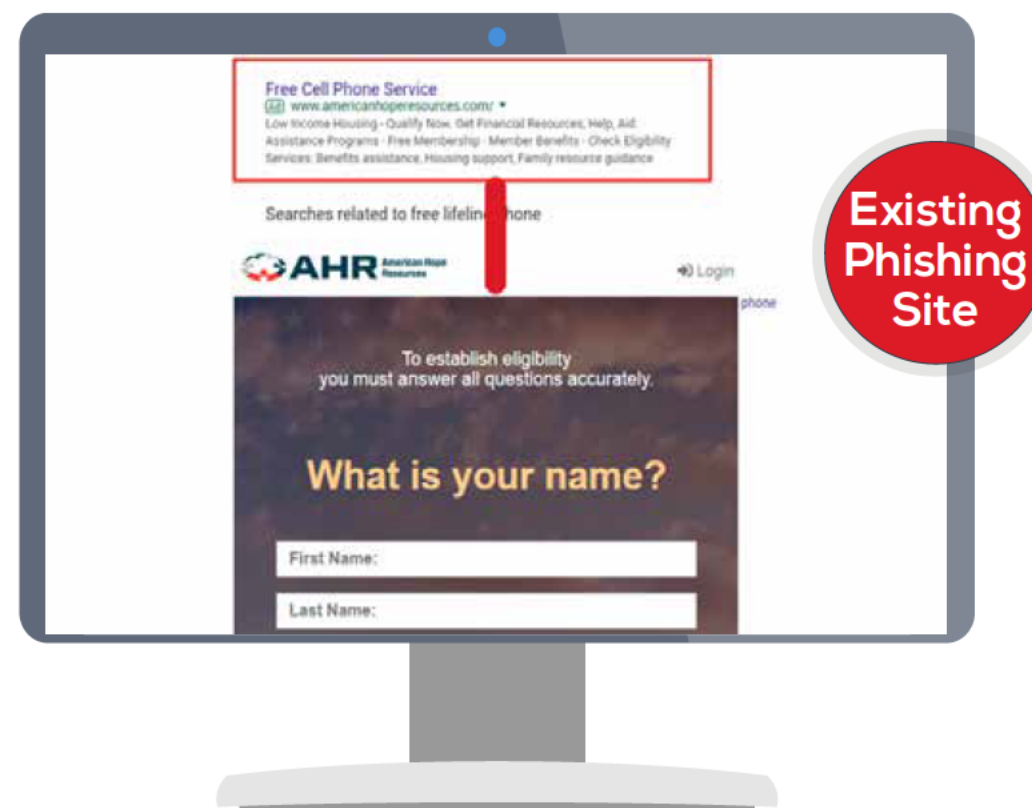 Free Cell Phone Service
Ad www.americanhoperesources.com/
Low Income Housing - Qualify Now, Get Financial Resources, Help, Aid
Assistance Programs · Free Membership · Member Benefits · Check Eligibility
Services: Benefits assistance, Housing support, Family resource guidance
Searches related to free lifeline phone
AHR American Hope
Resources
Login
phone
To establish eligibility
you must answer all questions accurately.
What is your name?
First Name:
Last Name:
Existing
Phishing
Site